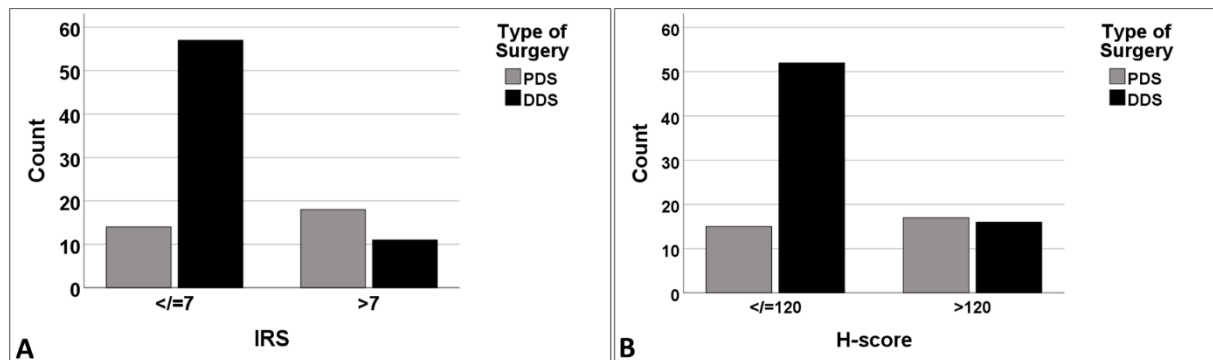 60
50
40
30
20
10
0
Count
</=7
>7
IRS
Type of
Surgery
PDS
DDS
A
60
50
40
30
20
10
0
Count
</=120
>120
H-score
Type of
Surgery
PDS
DDS
B